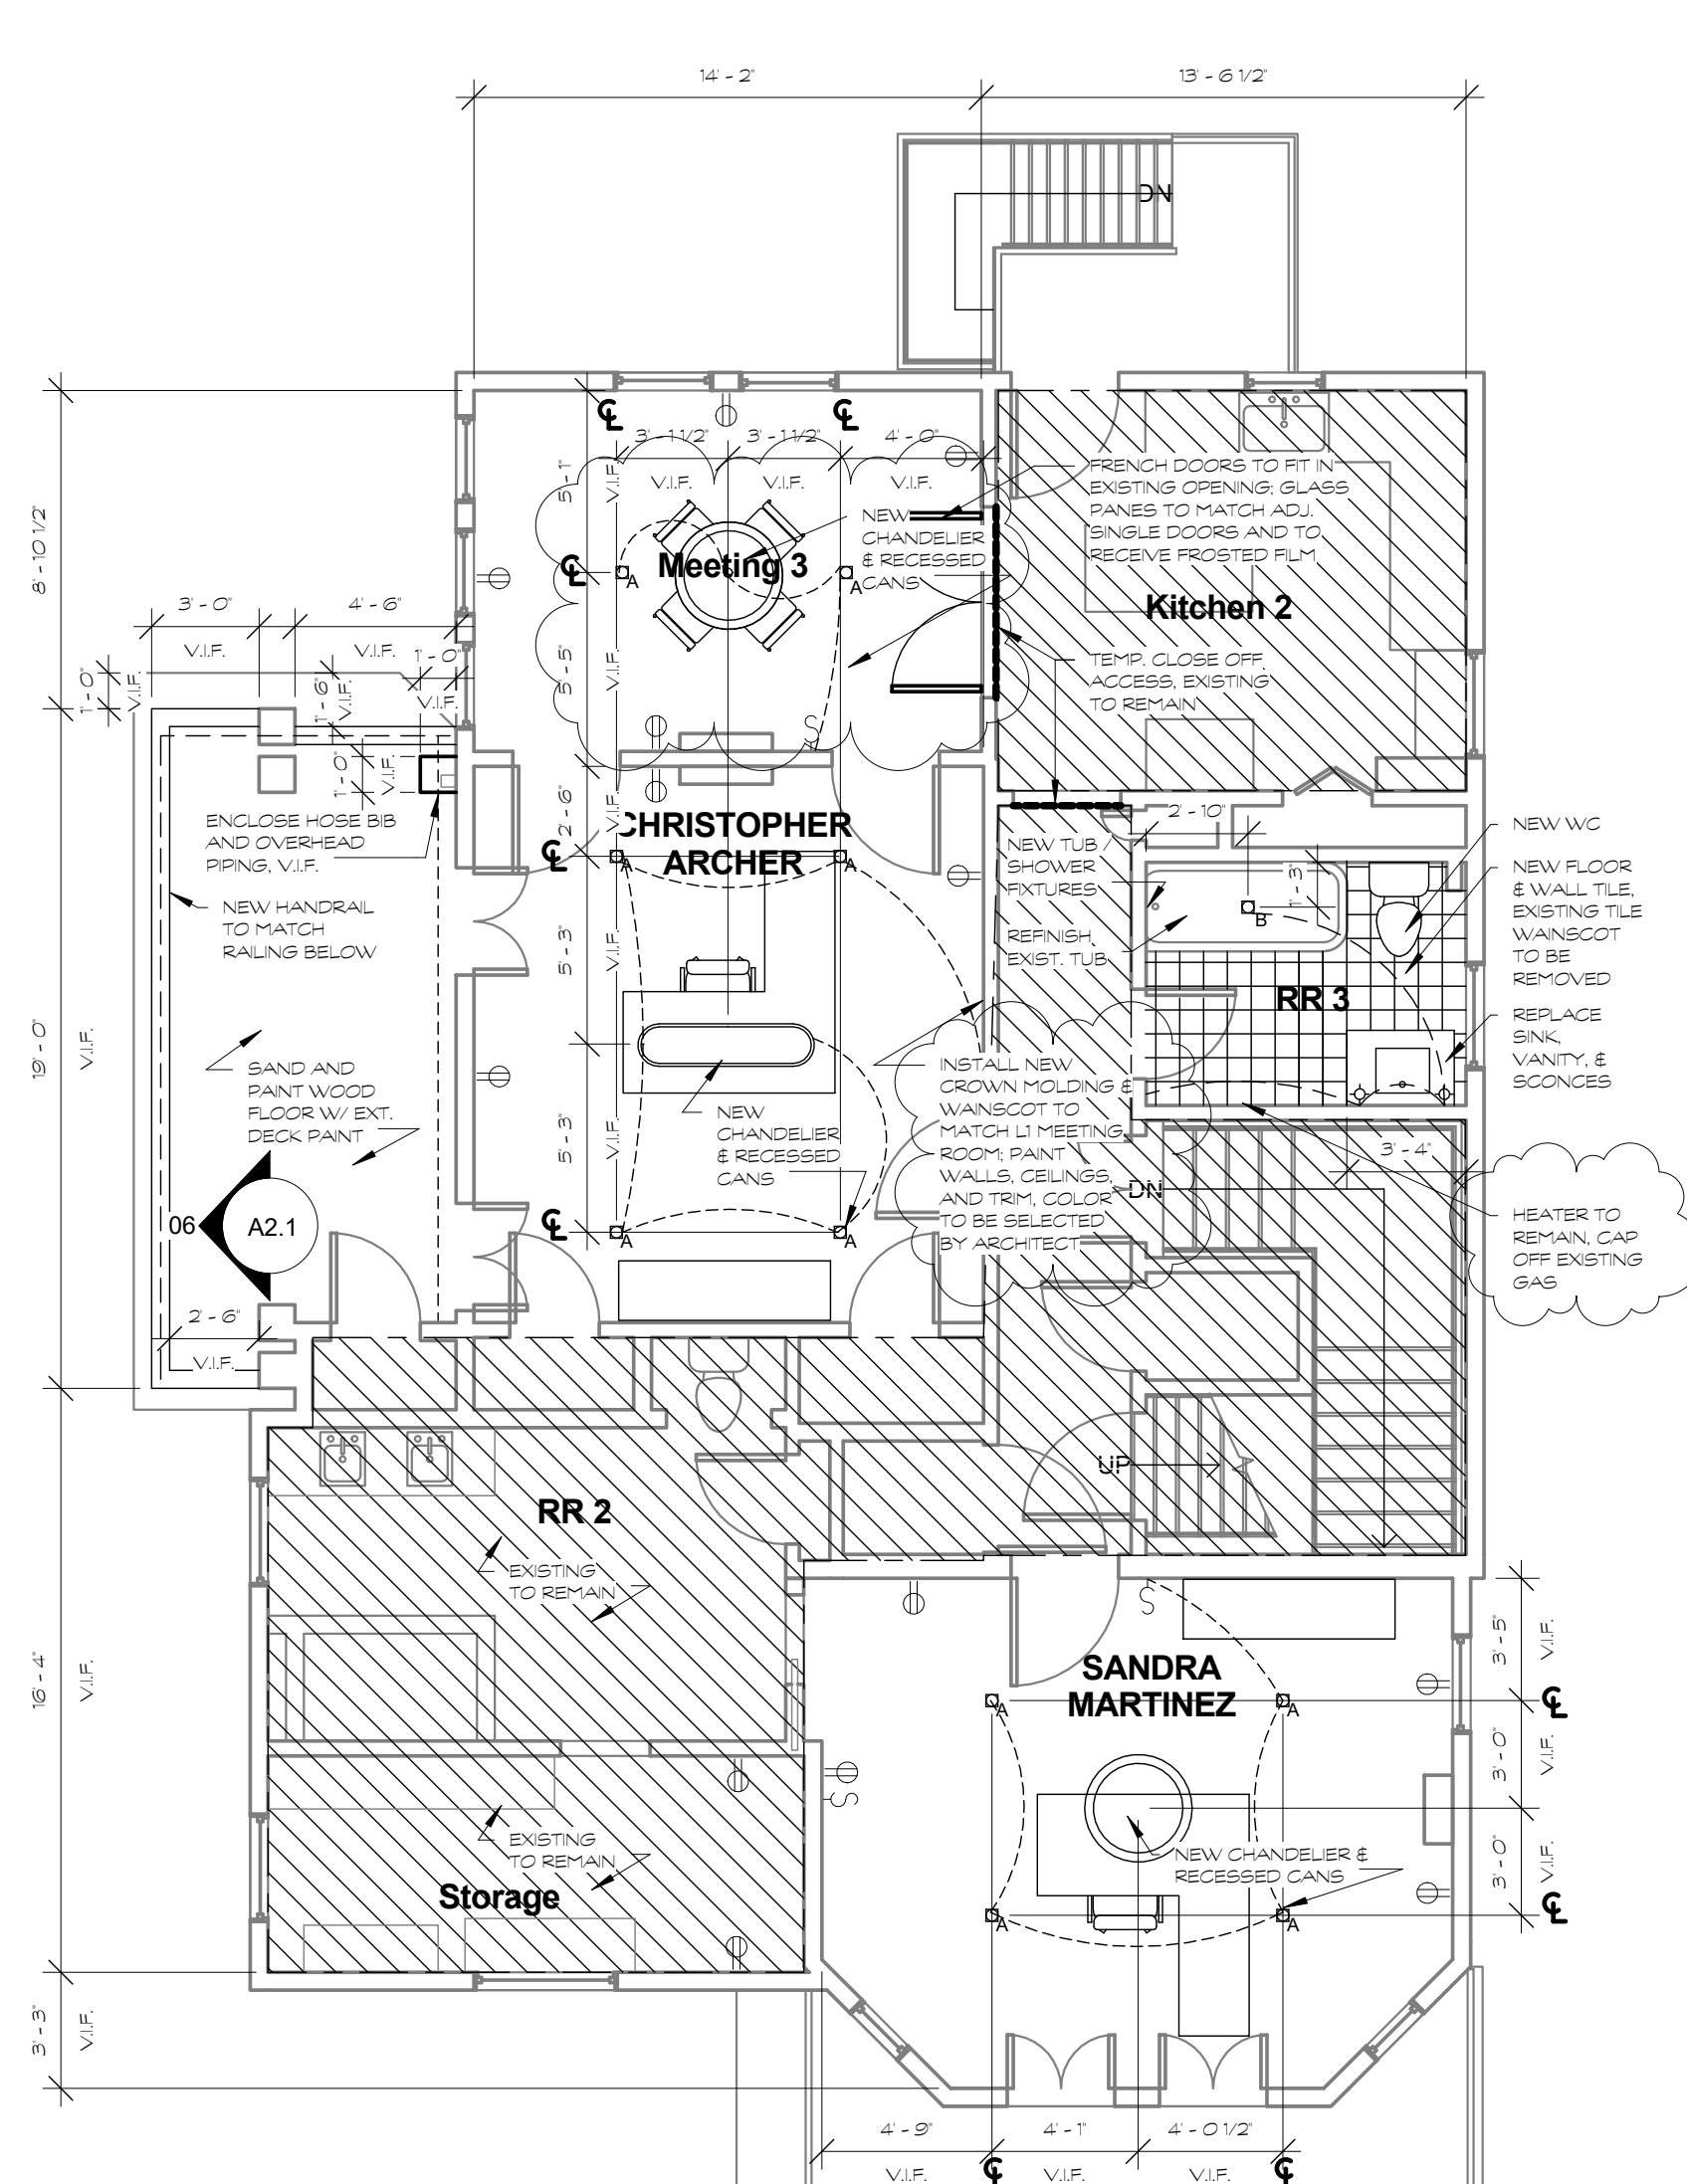 14' - 2"
13' - 6 1/2"
DN
3' - 1 1/2"
3' - 1 1/2"
4' - 0"
V.I.F.
V.I.F.
V.I.F.
5' - 1"
V.I.F.
FRENCH DOORS TO FIT IN
EXISTING OPENING; GLASS
PANES TO MATCH ADJ.
SINGLE DOORS AND TO
RECEIVE FROSTED FILM
NEW
CHANDELIER
& RECESSED
CANS
8' - 10 1/2"
Meeting 3
A
A
Kitchen 2
3' - 0"
4' - 6"
V.I.F.
V.I.F.
1' - 0"
V.I.F.
1' - 0"
V.I.F.
1' - 6"
V.I.F.
1' - 0"
V.I.F.
5' - 5"
V.I.F.
S
TEMP. CLOSE OFF
ACCESS, EXISTING
TO REMAIN
ENCLOSE HOSE BIB
AND OVERHEAD
PIPING, V.I.F.
2' - 6"
V.I.F.
CHRISTOPHER
ARCHER
A
A
2' - 10"
1' - 3"
NEW TUB /
SHOWER
FIXTURES
NEW WC
NEW FLOOR
& WALL TILE,
EXISTING TILE
WAINSCOT
TO BE
REMOVED
NEW HANDRAIL
TO MATCH
RAILING BELOW
B
REFINISH
EXIST. TUB
5' - 3"
V.I.F.
RR 3
REPLACE
SINK,
VANITY, &
SCONCES
19' - 0"
V.I.F.
SAND AND
PAINT WOOD
FLOOR W/ EXT.
DECK PAINT
NEW
CHANDELIER
& RECESSED
CANS
5' - 3"
V.I.F.
INSTALL NEW
CROWN MOLDING &
WAINSCOT TO
MATCH L1 MEETING
ROOM; PAINT
WALLS, CEILINGS,
AND TRIM, COLOR
TO BE SELECTED
BY ARCHITECT
3' - 4"
DN
06
A2.1
A
A
HEATER TO
REMAIN, CAP
OFF EXISTING
GAS
2' - 6"
V.I.F.
UP
RR 2
EXISTING
TO REMAIN
S
SANDRA
MARTINEZ
A
A
3' - 5"
V.I.F.
16' - 4"
V.I.F.
3' - 0"
V.I.F.
S
EXISTING
TO REMAIN
NEW CHANDELIER &
RECESSED CANS
3' - 0"
V.I.F.
Storage
A
A
3' - 3"
V.I.F.
4' - 9"
4' - 1"
4' - 0 1/2"
V.I.F.
V.I.F.
V.I.F.